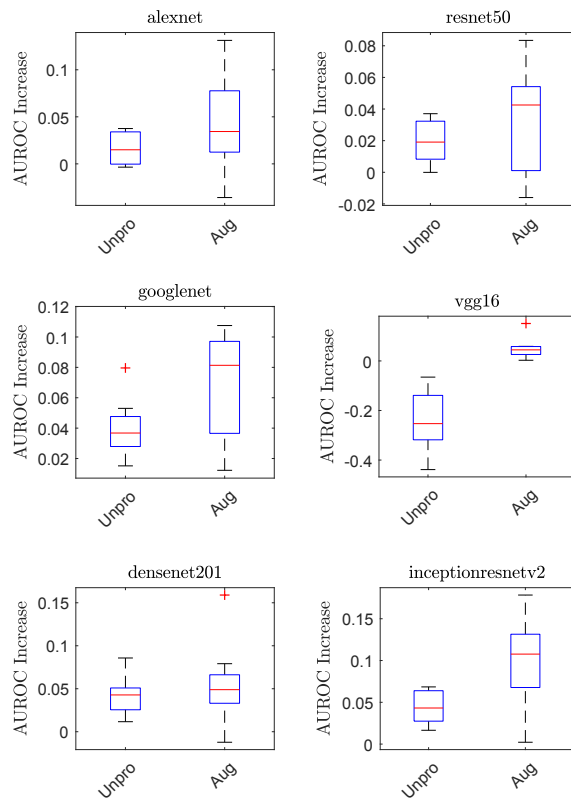 alexnet
AUROC Increase
0.1
0.05
0
Unpro
Aug
resnet50
AUROC Increase
0.08
0.06
0.04
0.02
0
-0.02
Unpro
Aug
googlenet
AUROC Increase
0.12
0.1
0.08
0.06
0.04
0.02
Unpro
Aug
vgg16
AUROC Increase
0
-0.2
-0.4
Unpro
Aug
densenet201
AUROC Increase
0.15
0.1
0.05
0
Unpro
Aug
inceptionresnetv2
AUROC Increase
0.15
0.1
0.05
0
Unpro
Aug